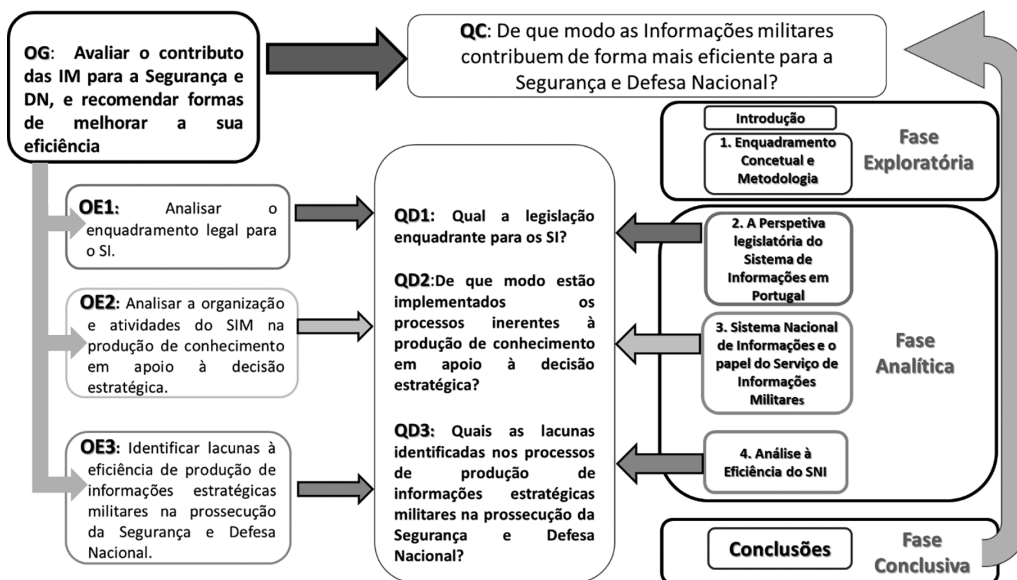 OG: Avaliar o contributo
das IM para a Segurança e
DN, e recomendar formas
de melhorar a sua
eficiência
QC: De que modo as Informações militares
contribuem de forma mais eficiente para a
Segurança e Defesa Nacional?
OE1: Analisar o
enquadramento legal para
o SI.
OE2: Analisar a organização
e atividades do SIM na
produção de conhecimento
em apoio à decisão
estratégica.
OE3: Identificar lacunas à
eficiência de produção de
informações estratégicas
militares na prossecução
da Segurança e Defesa
Nacional.
QD1: Qual a legislação
enquadrante para os SI?
QD2:De que modo estão
implementados os
processos inerentes à
produção de conhecimento
em apoio à decisão
estratégica?
QD3: Quais as lacunas
identificadas nos processos
de produção de
informações estratégicas
militares na prossecução da
Segurança e Defesa
Nacional?
Introdução
1. Enquadramento
Concetual e
Metodologia
Fase
Exploratória
2. A Perspetiva
legislatória do
Sistema de
Informações em
Portugal
3. Sistema Nacional
de Informações e o
papel do Serviço de
Informações
Militares
4. Análise à
Eficiência do SNI
Fase
Analítica
Conclusões
Fase
Conclusiva